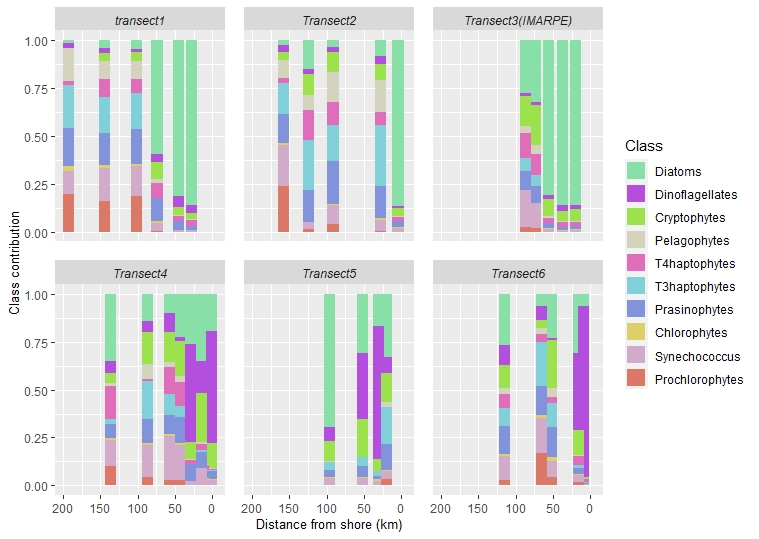 transect1 Transect2 Transect3(IMARPE)
1.00
0.75
0.50
0.25
0.00
Transect4 Transect5 Transect6
1.00
0.75
0.50
0.25
0.00
200 150 100 50 0 200 150 100 50 0 200 150 100 50 0
Distance from shore (km)
Class contribution
Class
Diatoms
Dinoflagellates
Cryptophytes
Pelagophytes
T4haptophytes
T3haptophytes
Prasinophytes
Chlorophytes
Synechococcus
Prochlorophytes